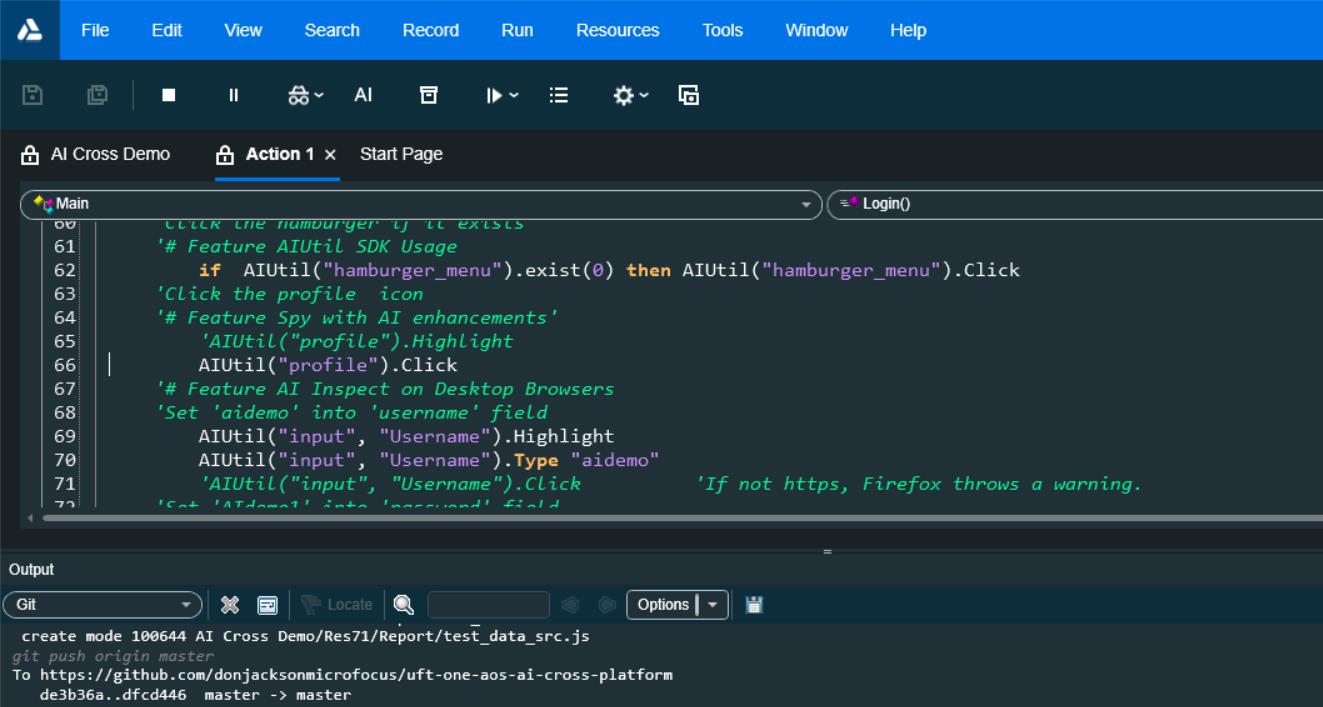 File Edit View Search Record Run Resources Tools Window Help
AI
AI Cross Demo Action 1 × Start Page
Main Login()
60 'Click the hamburger if it exists
61 '# Feature AIUtil SDK Usage
62 if AIUtil("hamburger_menu").exist(0) then AIUtil("hamburger_menu").Click
63 'Click the profile  icon
64 '# Feature Spy with AI enhancements'
65 'AIUtil("profile").Highlight
66 AIUtil("profile").Click
67 '# Feature AI Inspect on Desktop Browsers
68 'Set 'aidemo' into 'username' field
69 AIUtil("input", "Username").Highlight
70 AIUtil("input", "Username").Type "aidemo"
71 'AIUtil("input", "Username").Click 'If not https, Firefox throws a warning.
72 'Set 'AIdemo1' into 'password' field
Output
Git Locate Options
create mode 100644 AI Cross Demo/Res71/Report/test_data_src.js
git push origin master
To https://github.com/donjacksonmicrofocus/uft-one-aos-ai-cross-platform
de3b36a..dfcd446  master -> master